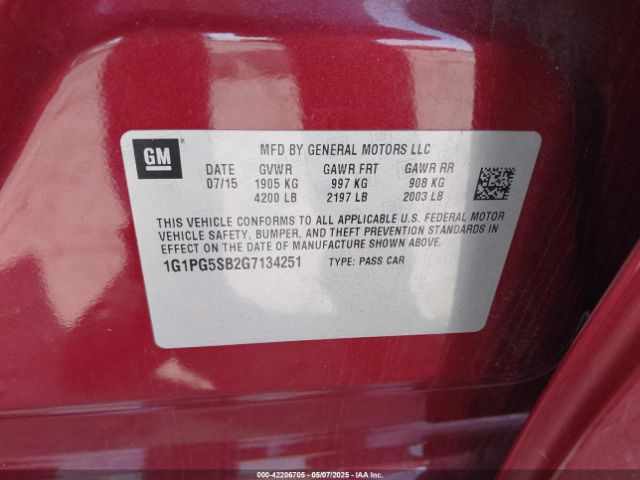 GM
MFD BY GENERAL MOTORS LLC
DATE GVWR GAWR FRT GAWR RR
07/15 1905 KG 997 KG 908 KG
4200 LB 2197 LB 2003 LB
THIS VEHICLE CONFORMS TO ALL APPLICABLE U.S. FEDERAL MOTOR
VEHICLE SAFETY, BUMPER, AND THEFT PREVENTION STANDARDS
IN EFFECT ON THE DATE OF MANUFACTURE SHOWN ABOVE.
1G1PG5SB2G7134251 TYPE: PASS CAR
000-42206705 - 05/07/2025 - IAA Inc.